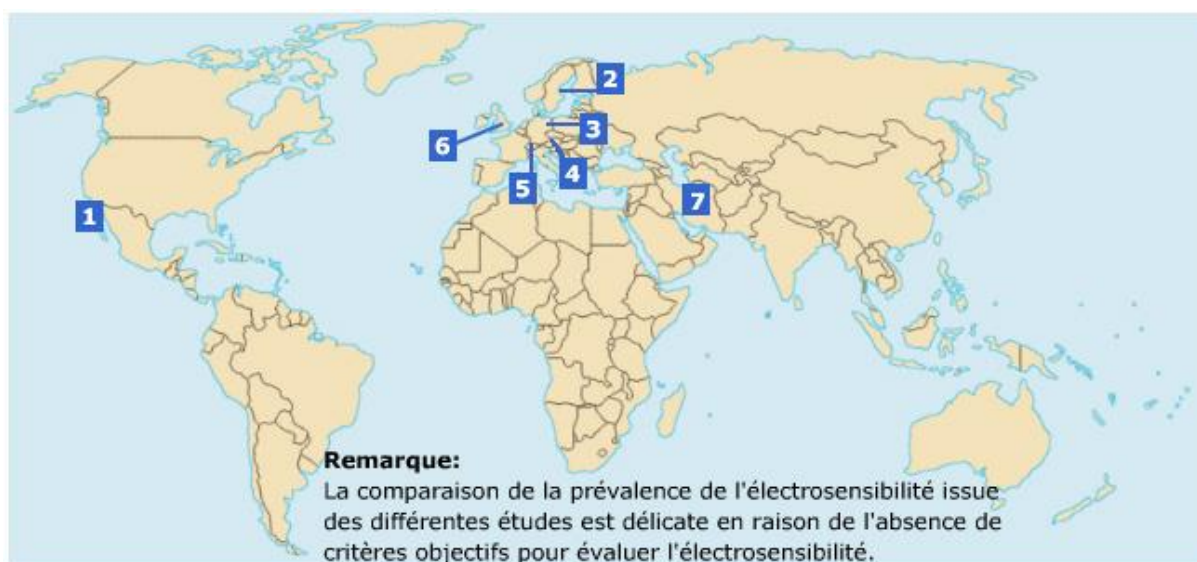 2
3
6
4
5
7
1
Remarque:
La comparaison de la prévalence de l'électrosensibilité issue
des différentes études est délicate en raison de l'absence de
critères objectifs pour évaluer l'électrosensibilité.